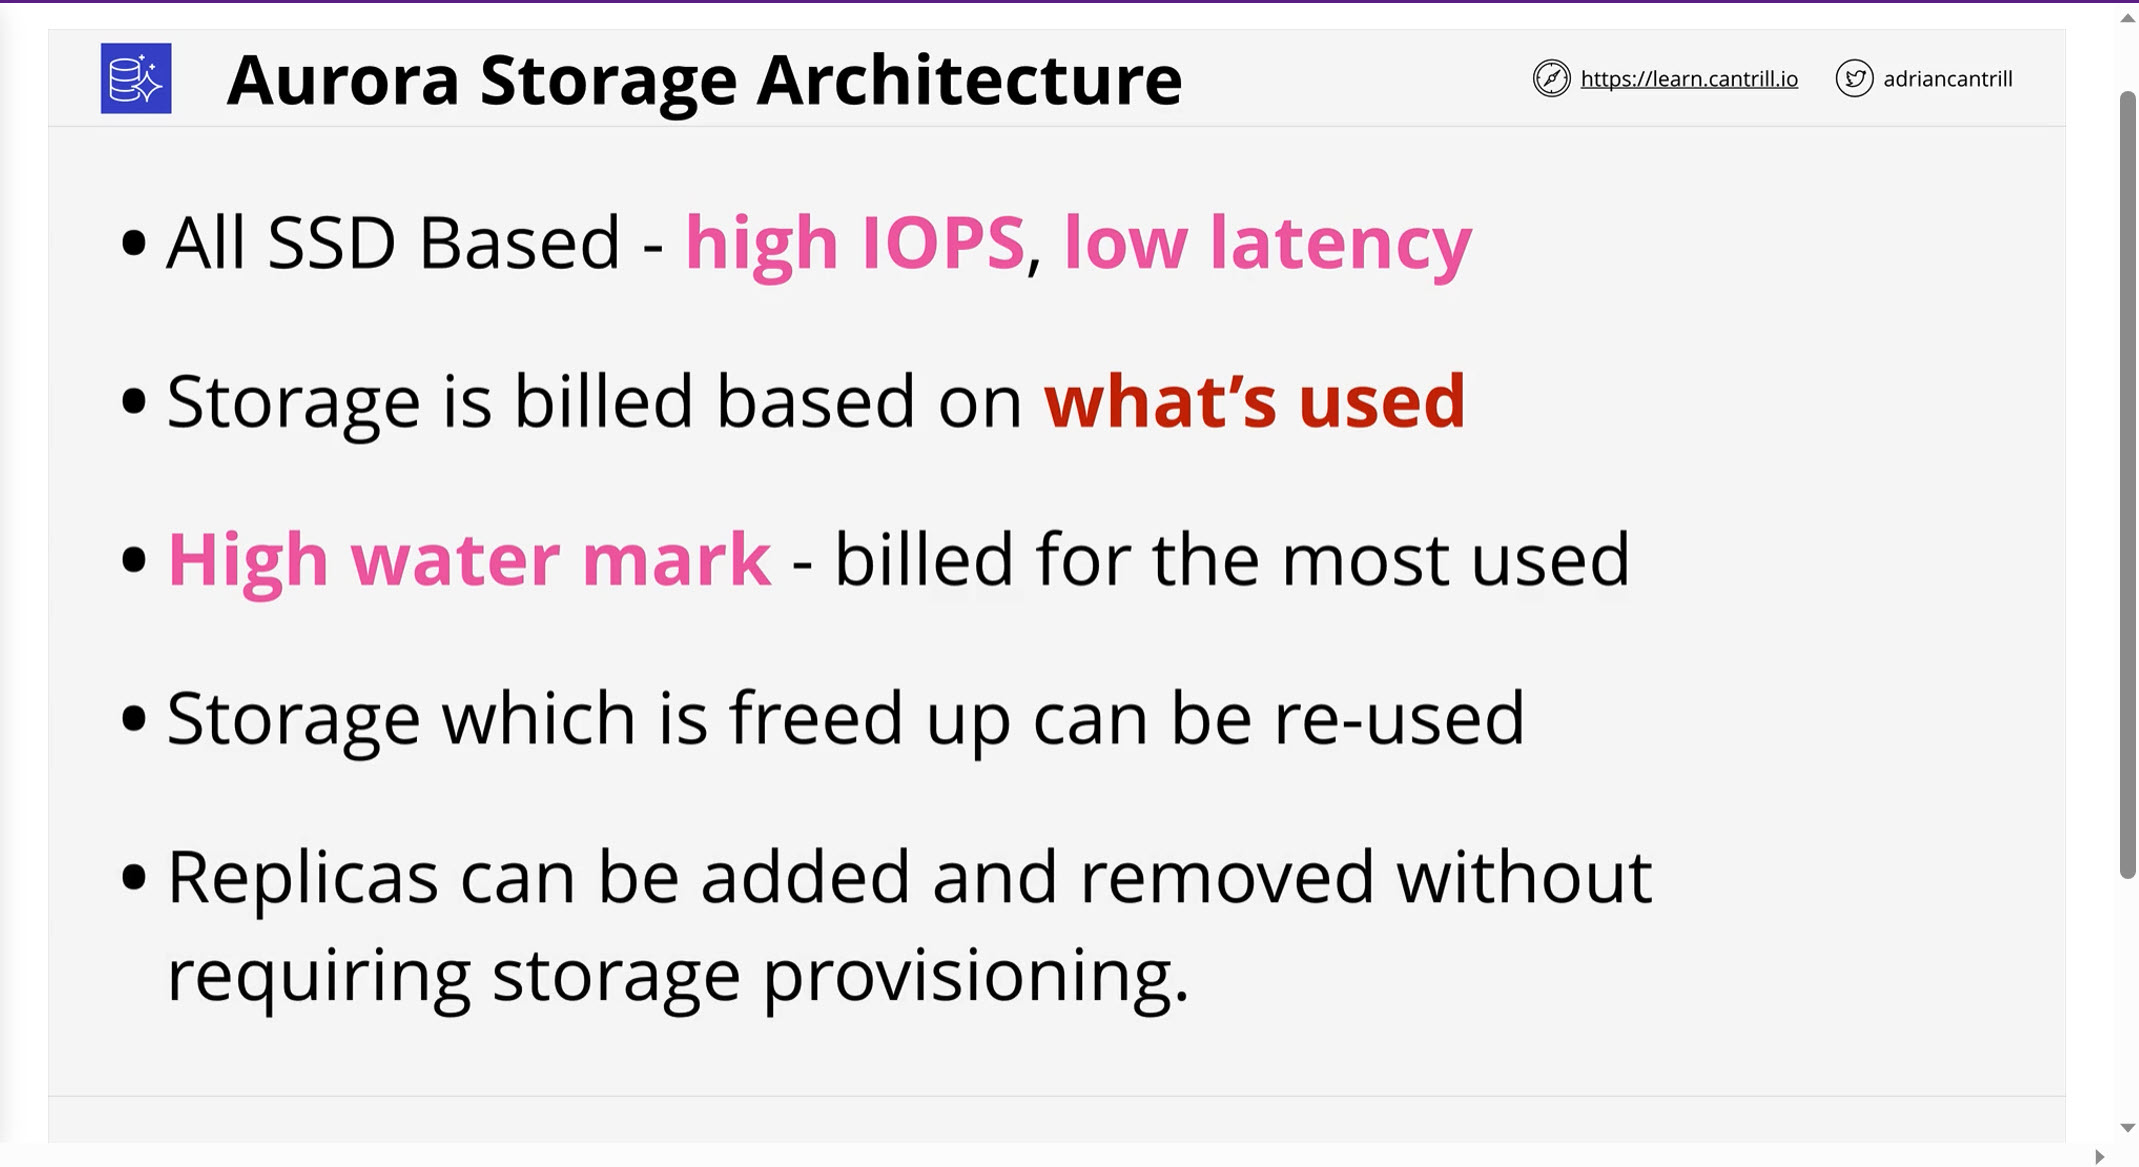 Aurora Storage Architecture
https://learn.cantrill.io
adriancantrill
• All SSD Based - high IOPS, low latency
• Storage is billed based on what’s used
• High water mark - billed for the most used
• Storage which is freed up can be re-used
• Replicas can be added and removed without
requiring storage provisioning.